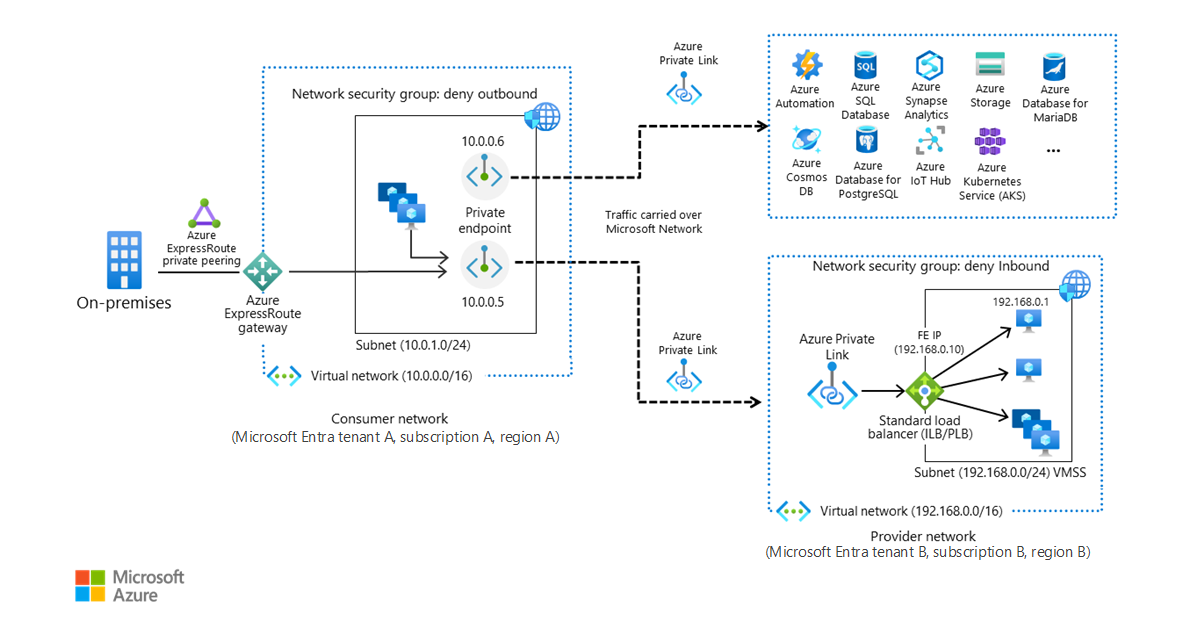 Azure
Private Link
Network security group: deny outbound
10.0.0.6
Private
endpoint
10.0.0.5
Azure
ExpressRoute
private peering
On-premises
Azure
ExpressRoute
gateway
Subnet (10.0.1.0/24)
Virtual network (10.0.0.0/16)
Consumer network
(Microsoft Entra tenant A, subscription A, region A)
Traffic carried over
Microsoft Network
Azure
Private Link
Azure
Automation
Azure
SQL
Database
SQL
Azure
Synapse
Analytics
Azure
Storage
Azure
Database for
MariaDB
Azure
Cosmos
DB
Azure
Database for
PostgreSQL
Azure
IoT Hub
Azure
Kubernetes
Service (AKS)
...
Network security group: deny Inbound
192.168.0.1
Azure Private
Link
FE IP
(192.168.0.10)
Standard load
balancer (ILB/PLB)
Subnet (192.168.0.0/24) VMSS
Virtual network (192.168.0.0/16)
Provider network
(Microsoft Entra tenant B, subscription B, region B)
Microsoft
Azure